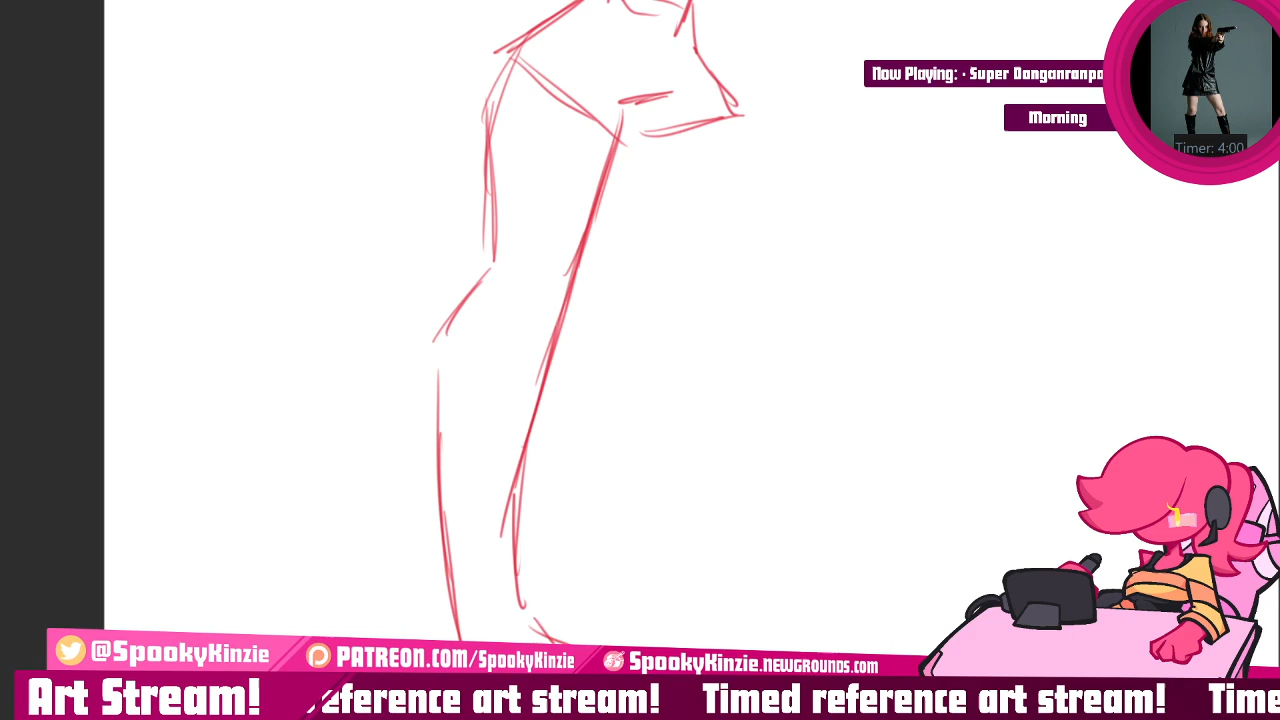 Now Playing: · Super Danganronpa
Morning
Timer: 4:00
@SpookyKinzie
PATREON.COM/SpookyKinzie
SpookyKinzie.NEWGROUNDS.com
Art Stream!
eference art stream! Timed reference art stream! Time